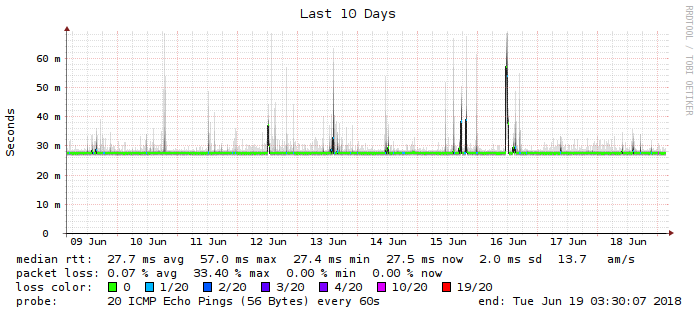 Last 10 Days
RRDTOOL / TOBI OETIKER
Seconds
60 m
50 m
40 m
30 m
20 m
10 m
0
09 Jun 10 Jun 11 Jun 12 Jun 13 Jun 14 Jun 15 Jun 16 Jun 17 Jun 18 Jun
median rtt: 27.7 ms avg 57.0 ms max 27.4 ms min 27.5 ms now 2.0 ms sd 13.7 am/s
packet loss: 0.07 % avg 33.40 % max 0.00 % min 0.00 % now
loss color: 0 1/20 2/20 3/20 4/20 10/20 19/20
probe: 20 ICMP Echo Pings (56 Bytes) every 60s end: Tue Jun 19 03:30:07 2018